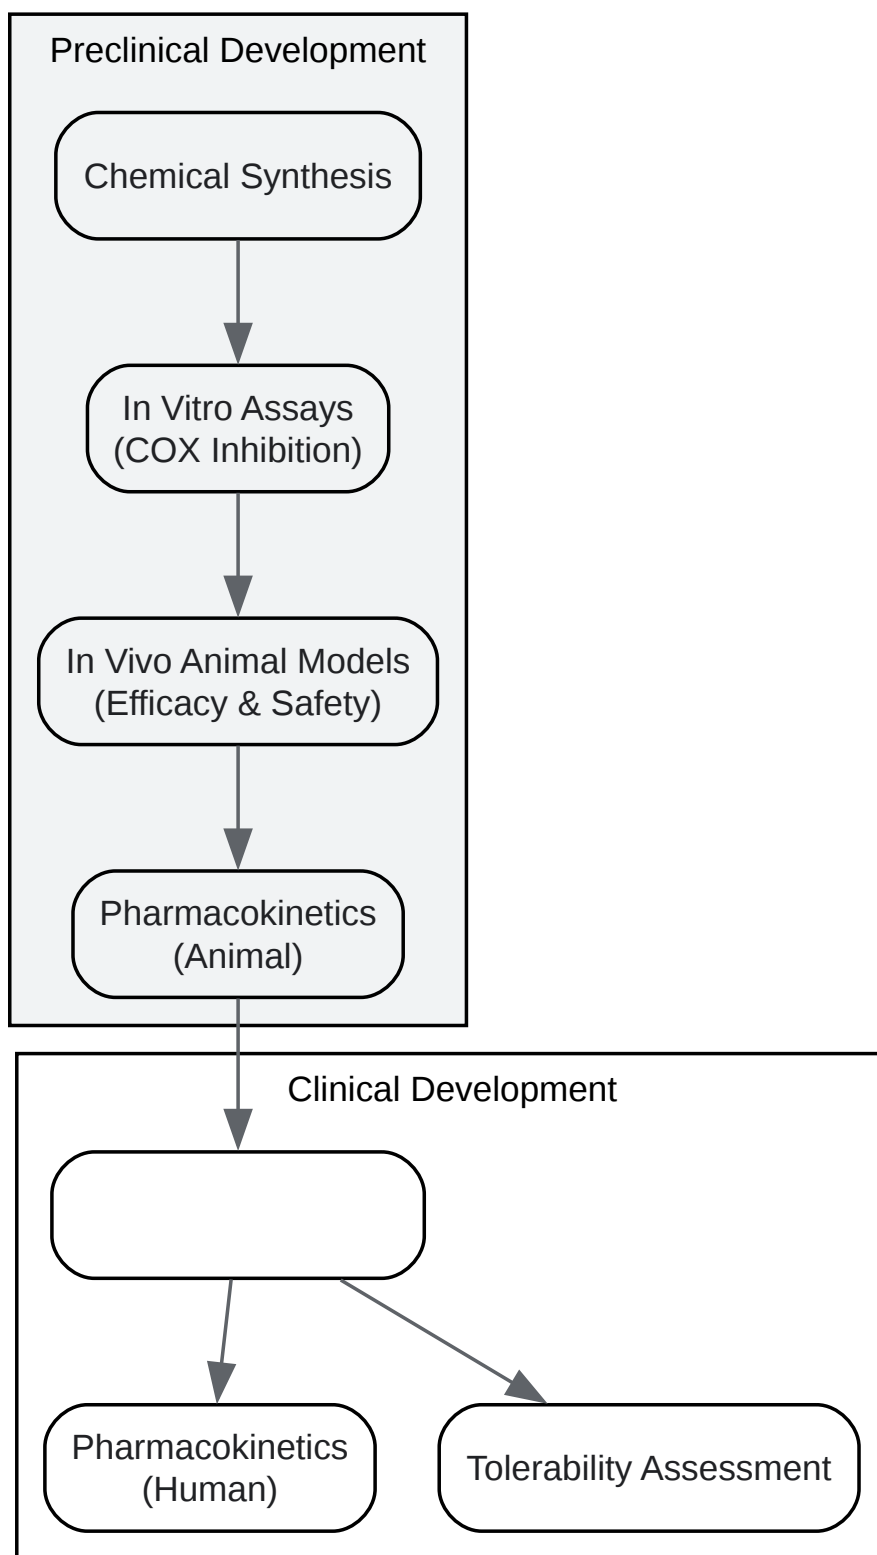 Preclinical Development
Chemical Synthesis
In Vitro Assays
(COX Inhibition)
In Vivo Animal Models
(Efficacy & Safety)
Pharmacokinetics
(Animal)
Clinical Development
Pharmacokinetics
(Human)
Tolerability Assessment